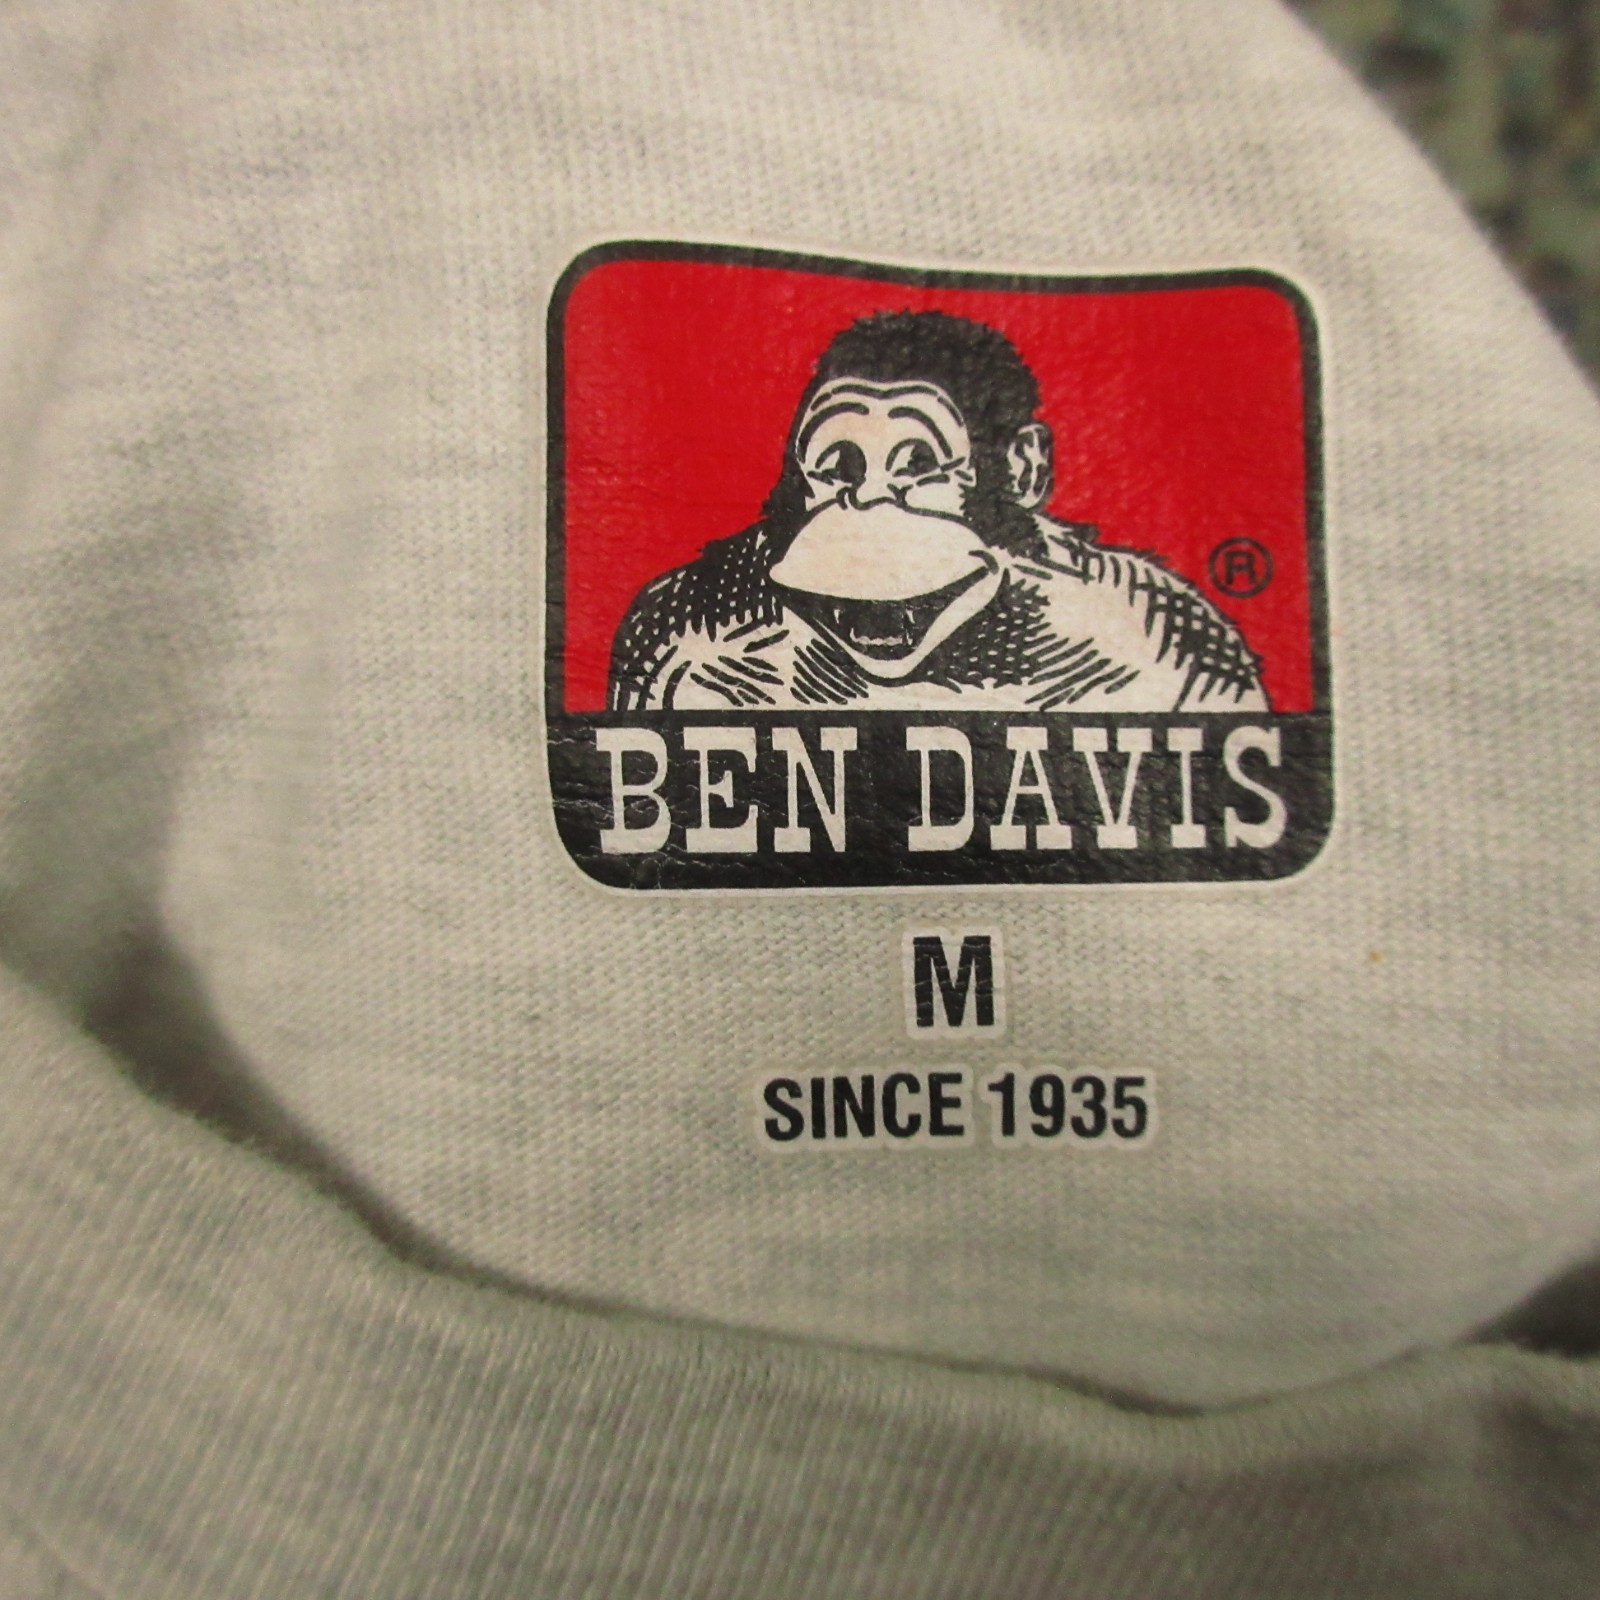 ®
BEN DAVIS
M
SINCE 1935